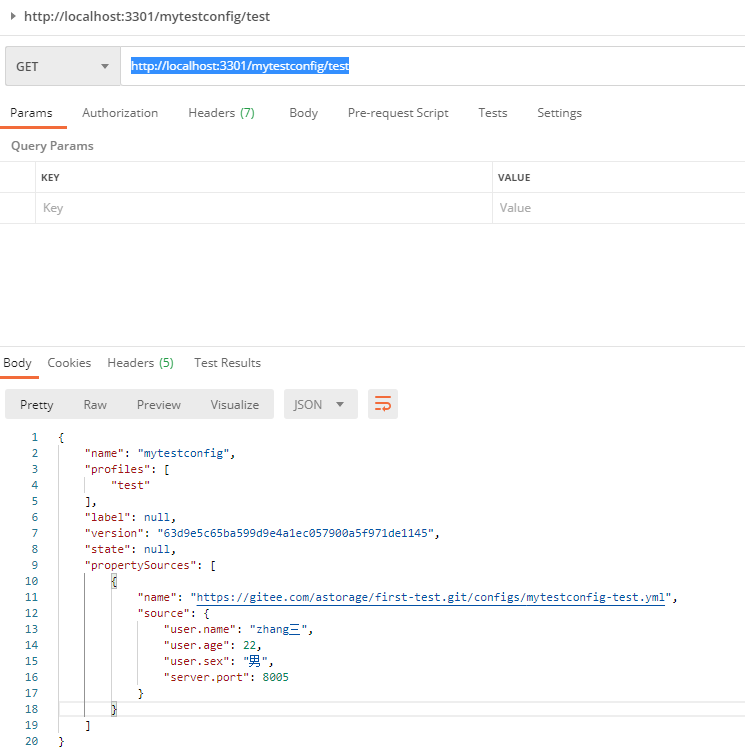 http://localhost:3301/mytestconfig/test
GET http://localhost:3301/mytestconfig/test
Params Authorization Headers (7) Body Pre-request Script Tests Settings
Query Params
KEY VALUE
Key Value
Body Cookies Headers (5) Test Results
Pretty Raw Preview Visualize JSON
1 {
2 "name": "mytestconfig",
3 "profiles": [
4 "test"
5 ],
6 "label": null,
7 "version": "63d9e5c65ba599d9e4a1ec057900a5f971de1145",
8 "state": null,
9 "propertySources": [
10 {
11 "name": "https://gitee.com/astorage/first-test.git/configs/mytestconfig-test.yml",
12 "source": {
13 "user.name": "zhang三",
14 "user.age": 22,
15 "user.sex": "男",
16 "server.port": 8005
17 }
18 }
19 ]
20 }